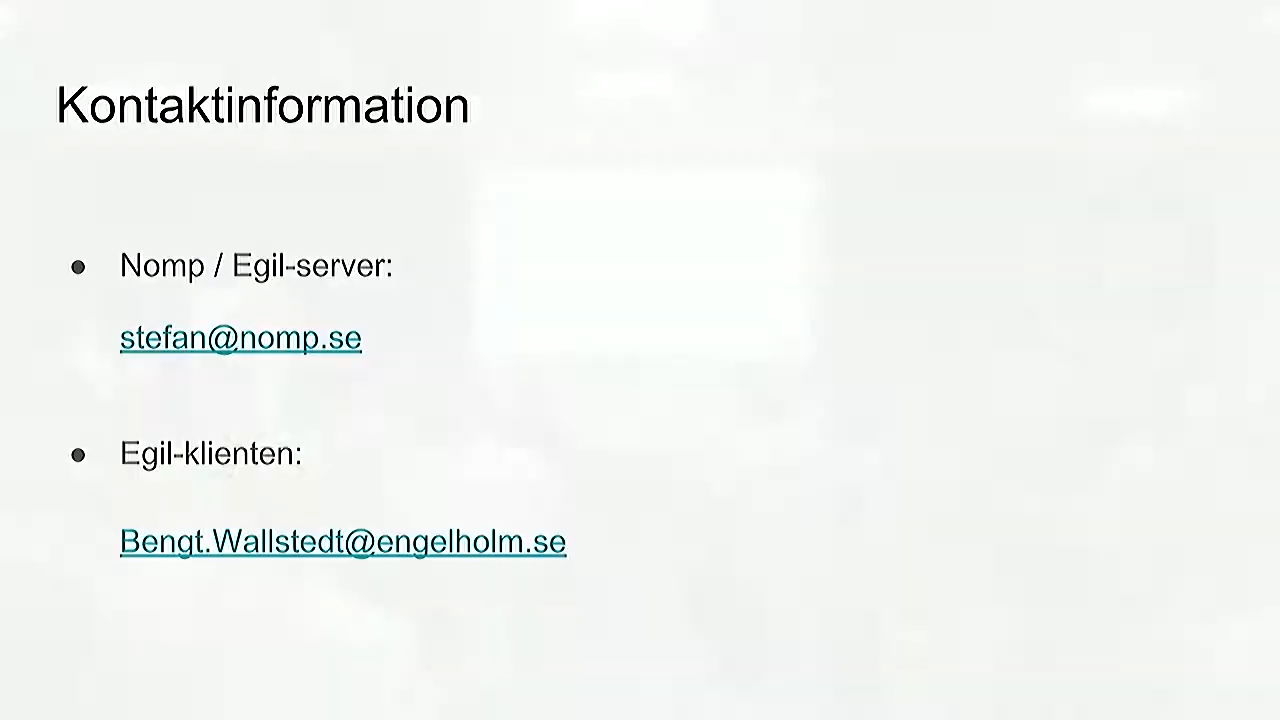 Kontaktinformation
● Nomp / Egil-server:
stefan@nomp.se
● Egil-klienten:
Bengt.Wallstedt@engelholm.se